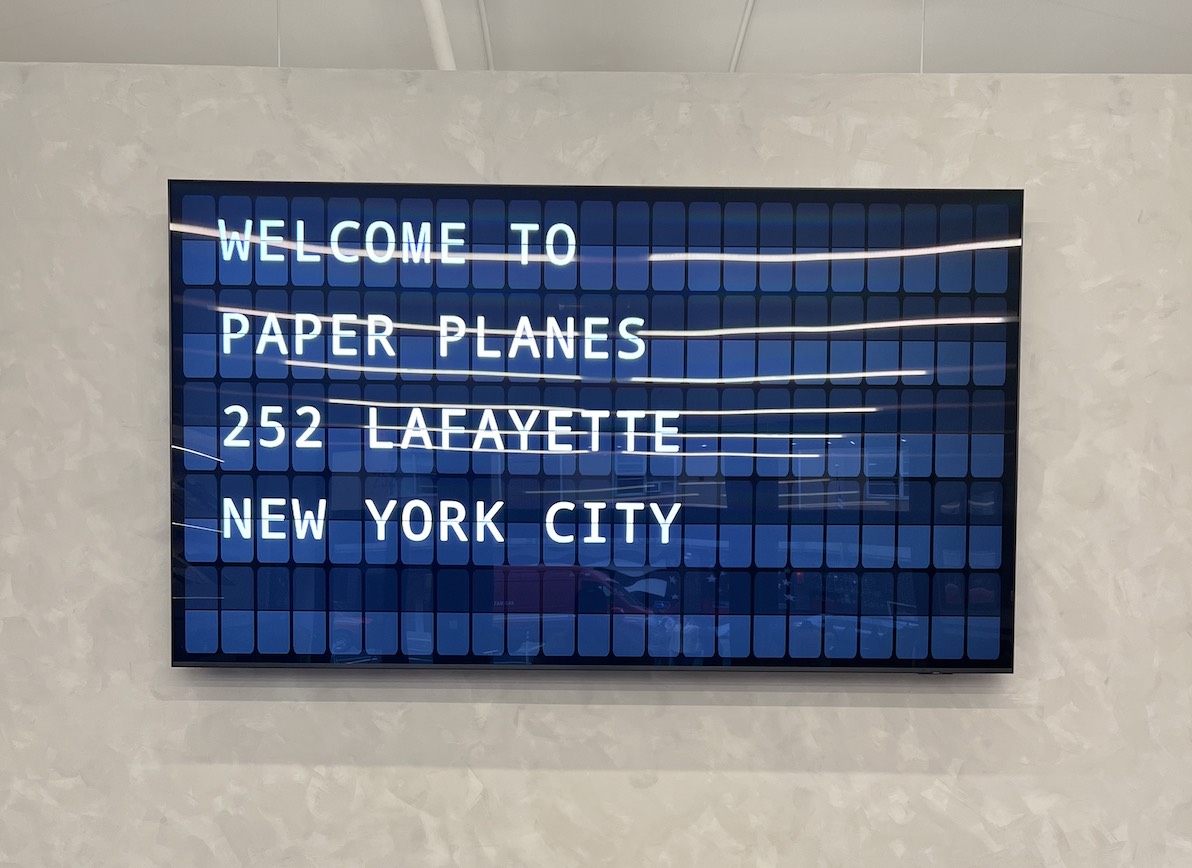 WELCOME TO
PAPER PLANES
252 LAFAYETTE
NEW YORK CITY